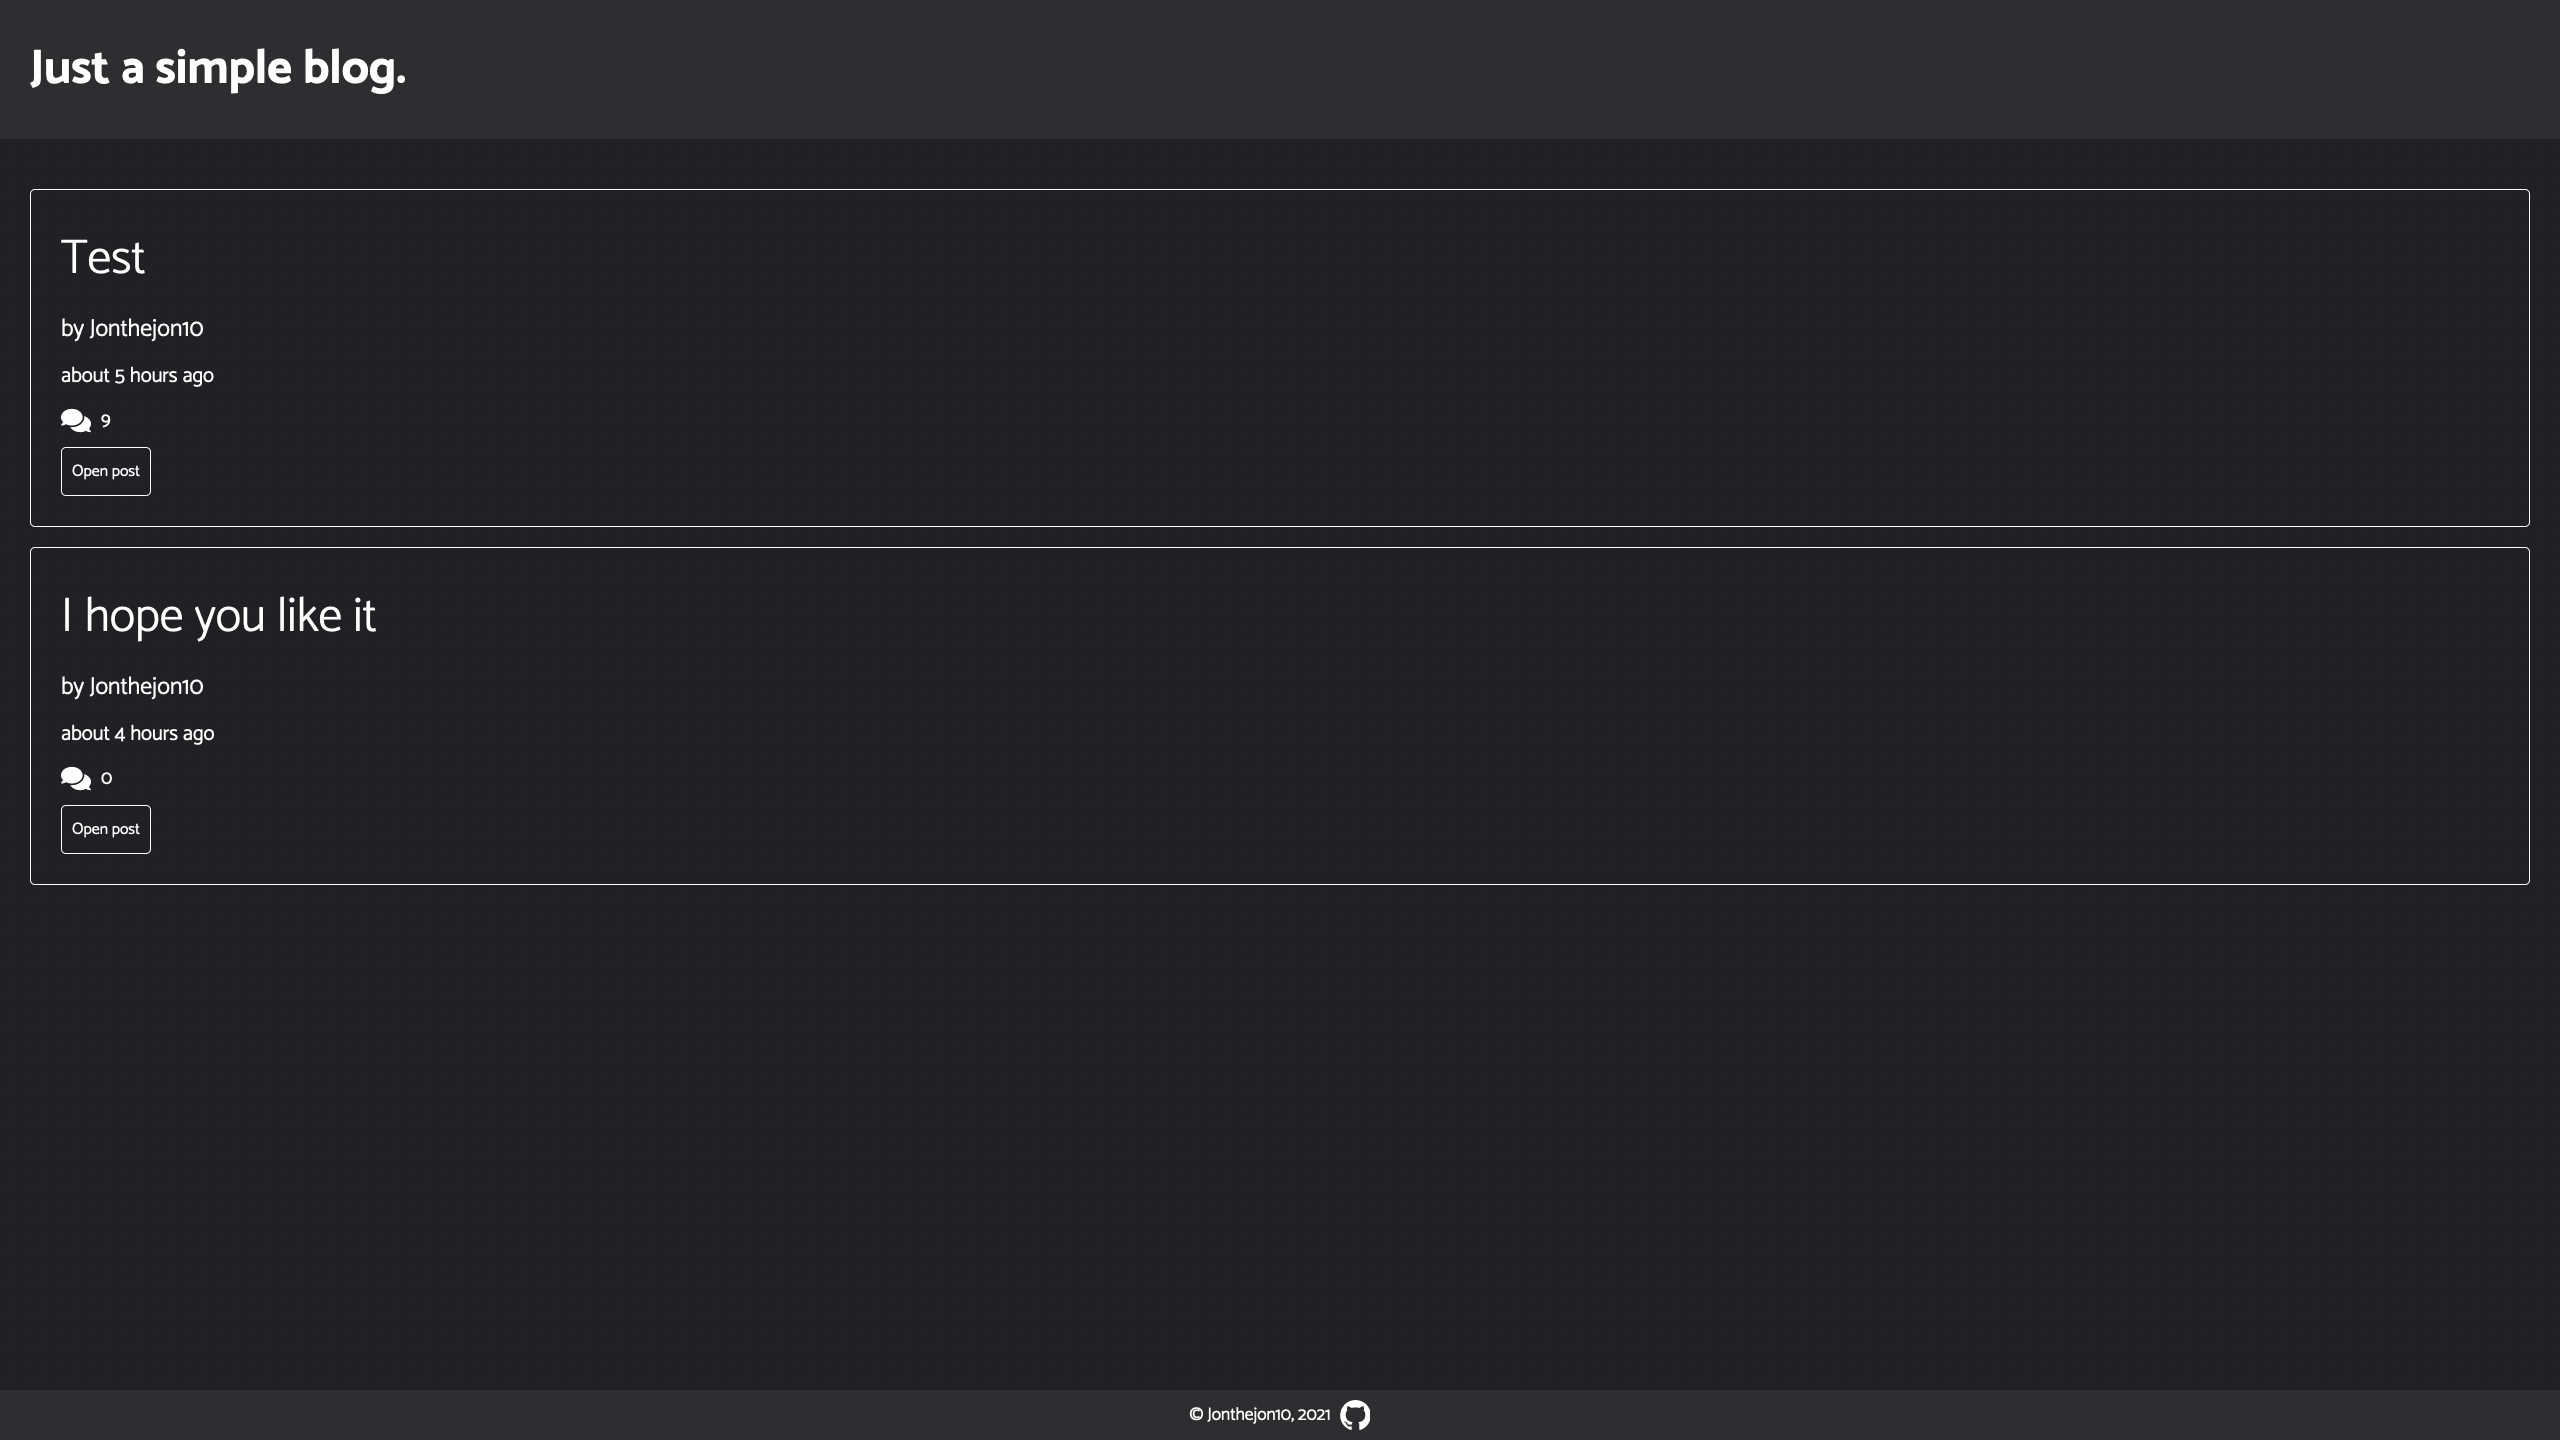 Just a simple blog.
Test
by Jonthejon10
about 5 hours ago
9
Open post
I hope you like it
by Jonthejon10
about 4 hours ago
0
Open post
© Jonthejon10, 2021